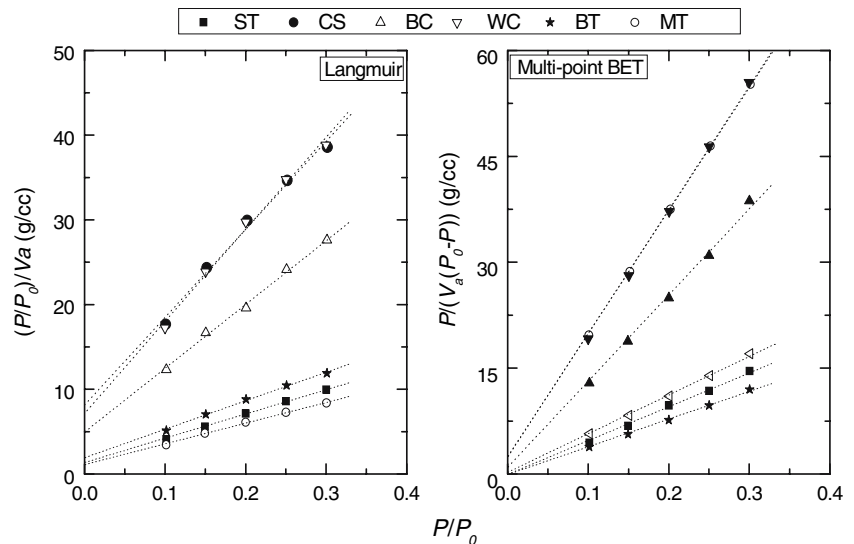 ST CS BC WC BT MT
Langmuir
(P/P₀)/Va (g/cc)
50
40
30
20
10
0
0.0 0.1 0.2 0.3 0.4
Multi-point BET
P/(Vₐ(P₀-P)) (g/cc)
60
45
30
15
0
0.0 0.1 0.2 0.3 0.4
P/P₀